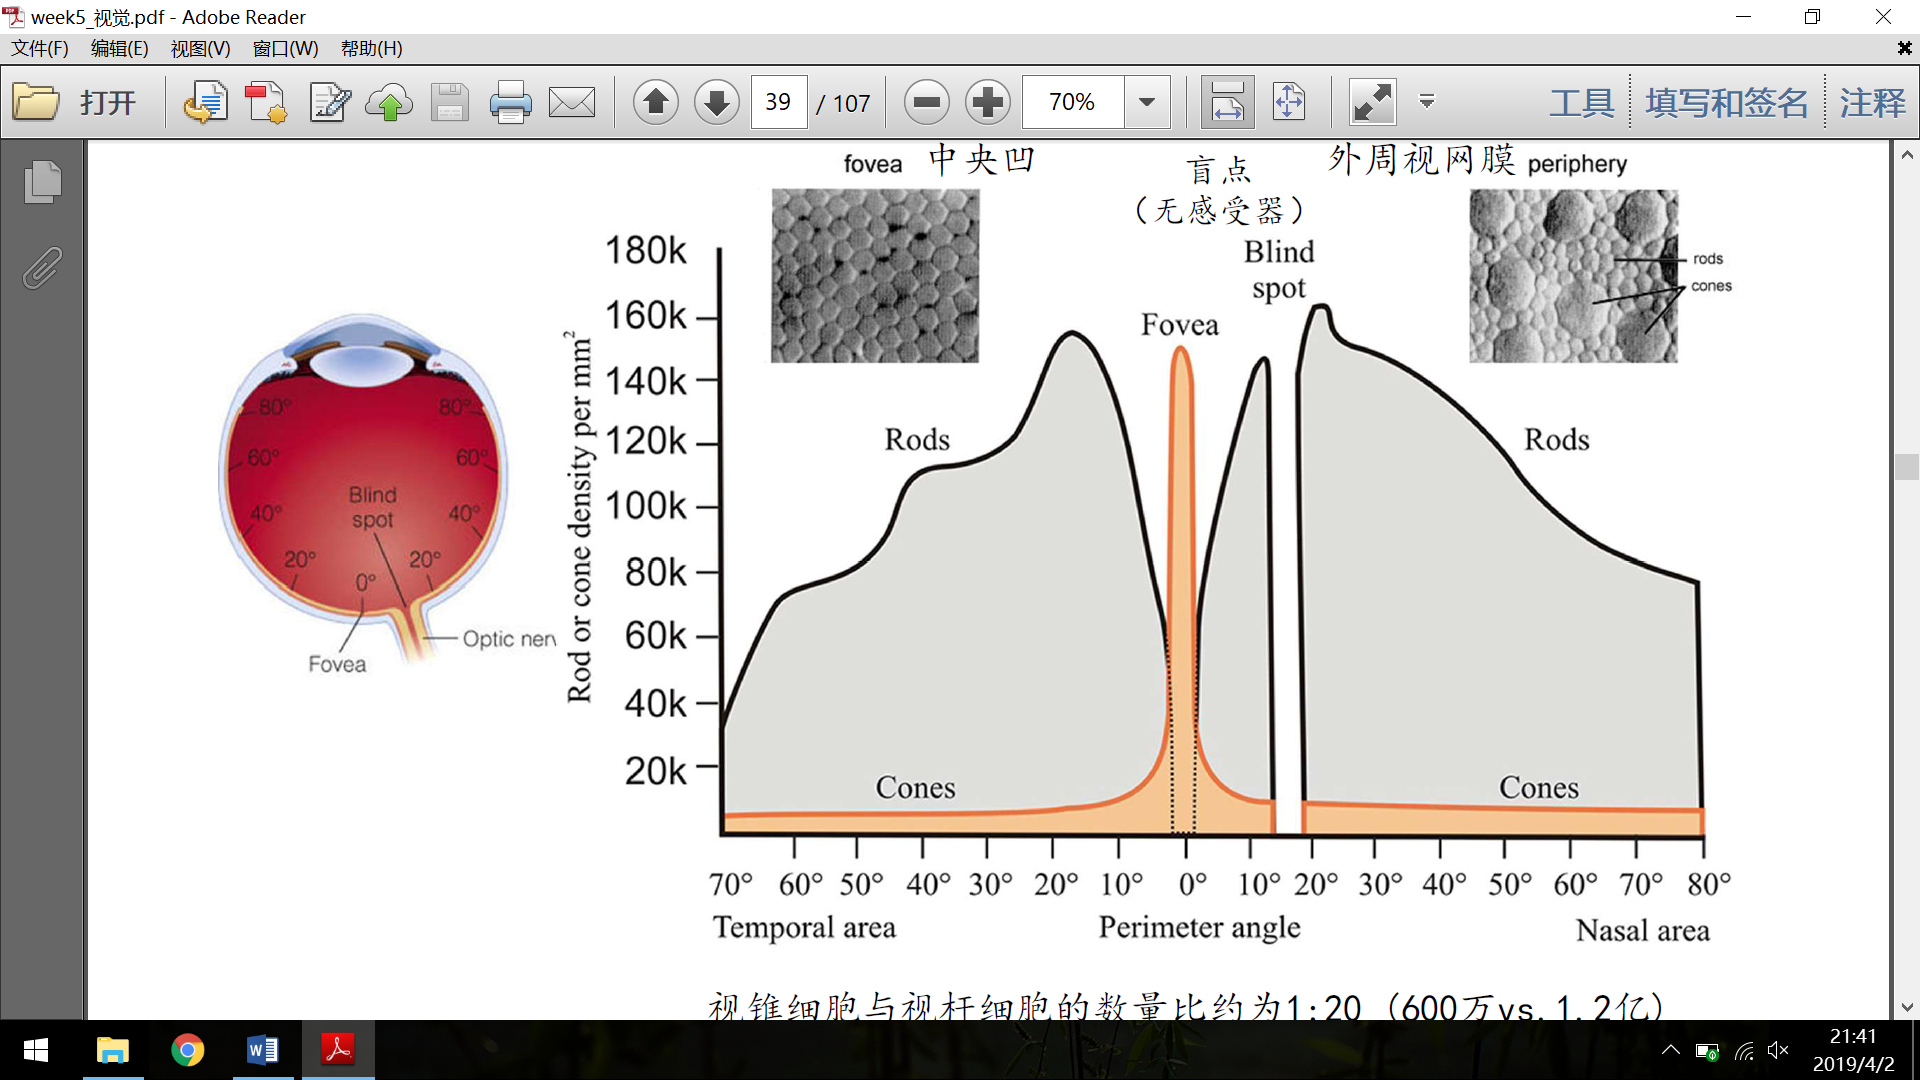 week5_视觉.pdf - Adobe Reader
文件(F) 编辑(E) 视图(V) 窗口(W) 帮助(H)
打开 39 / 107 70% 工具 填写和签名 注释
fovea 中央凹
盲点
（无感受器）
外周视网膜 periphery
rods
cones
Blind
spot
Fovea
Rods
Rods
Cones
Cones
180k
160k
140k
120k
100k
80k
60k
40k
20k
Rod or cone density per mm²
70° 60° 50° 40° 30° 20° 10° 0° 10° 20° 30° 40° 50° 60° 70° 80°
Temporal area Perimeter angle Nasal area
80° 80°
60° 60°
Blind
spot
40° 40°
20° 20°
0°
Optic nerv
Fovea
视锥细胞与视杆细胞的数量比约为1:20 (600万vs.1.2亿)
21:41
2019/4/2